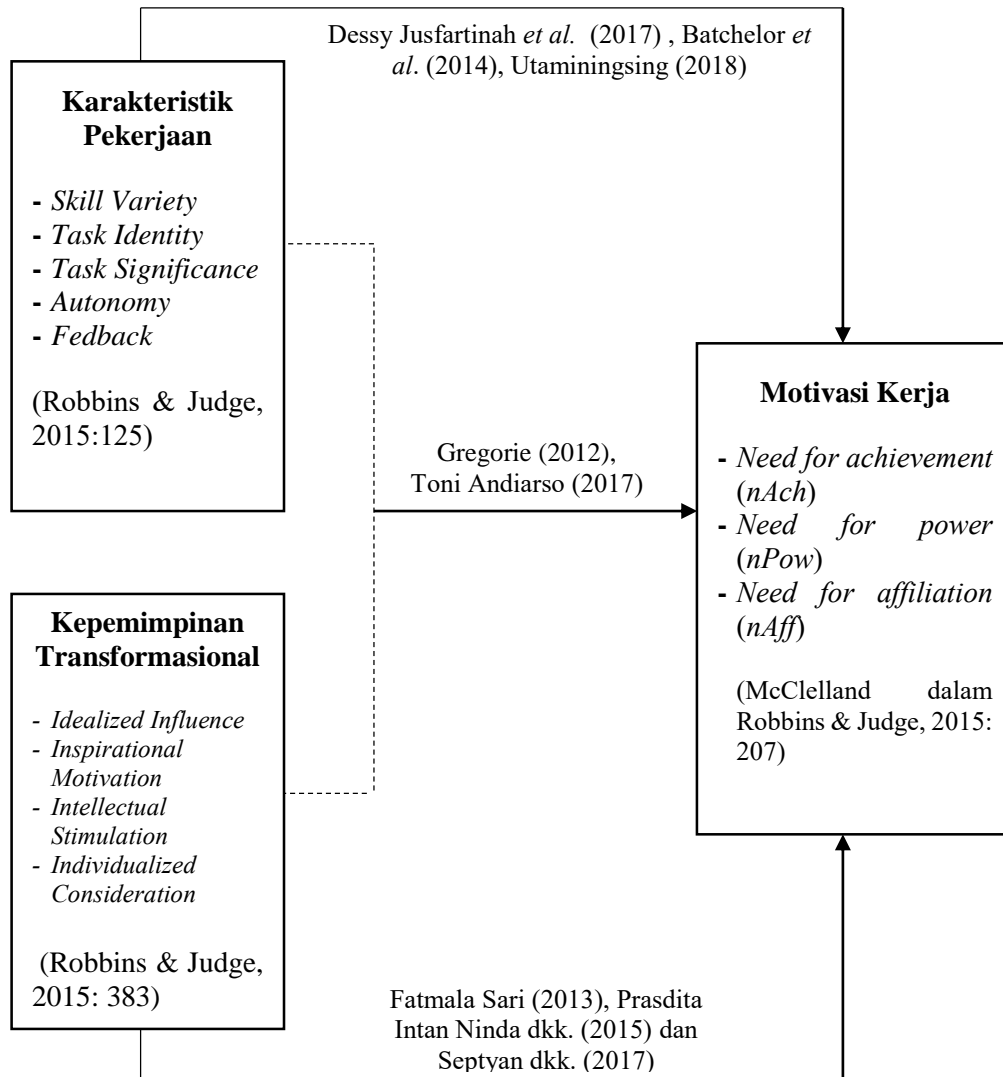 Dessy Jusfartinah et al. (2017) , Batchelor et
al. (2014), Utaminingsing (2018)
Karakteristik
Pekerjaan
- Skill Variety
- Task Identity
- Task Significance
- Autonomy
- Fedback
(Robbins & Judge,
2015:125)
Gregorie (2012),
Toni Andiarso (2017)
Motivasi Kerja
- Need for achievement
(nAch)
- Need for power
(nPow)
- Need for affiliation
(nAff)
(McClelland dalam
Robbins & Judge, 2015:
207)
Kepemimpinan
Transformasional
- Idealized Influence
- Inspirational
Motivation
- Intellectual
Stimulation
- Individualized
Consideration
(Robbins & Judge,
2015: 383)
Fatmala Sari (2013), Prasdita
Intan Ninda dkk. (2015) dan
Septyan dkk. (2017)